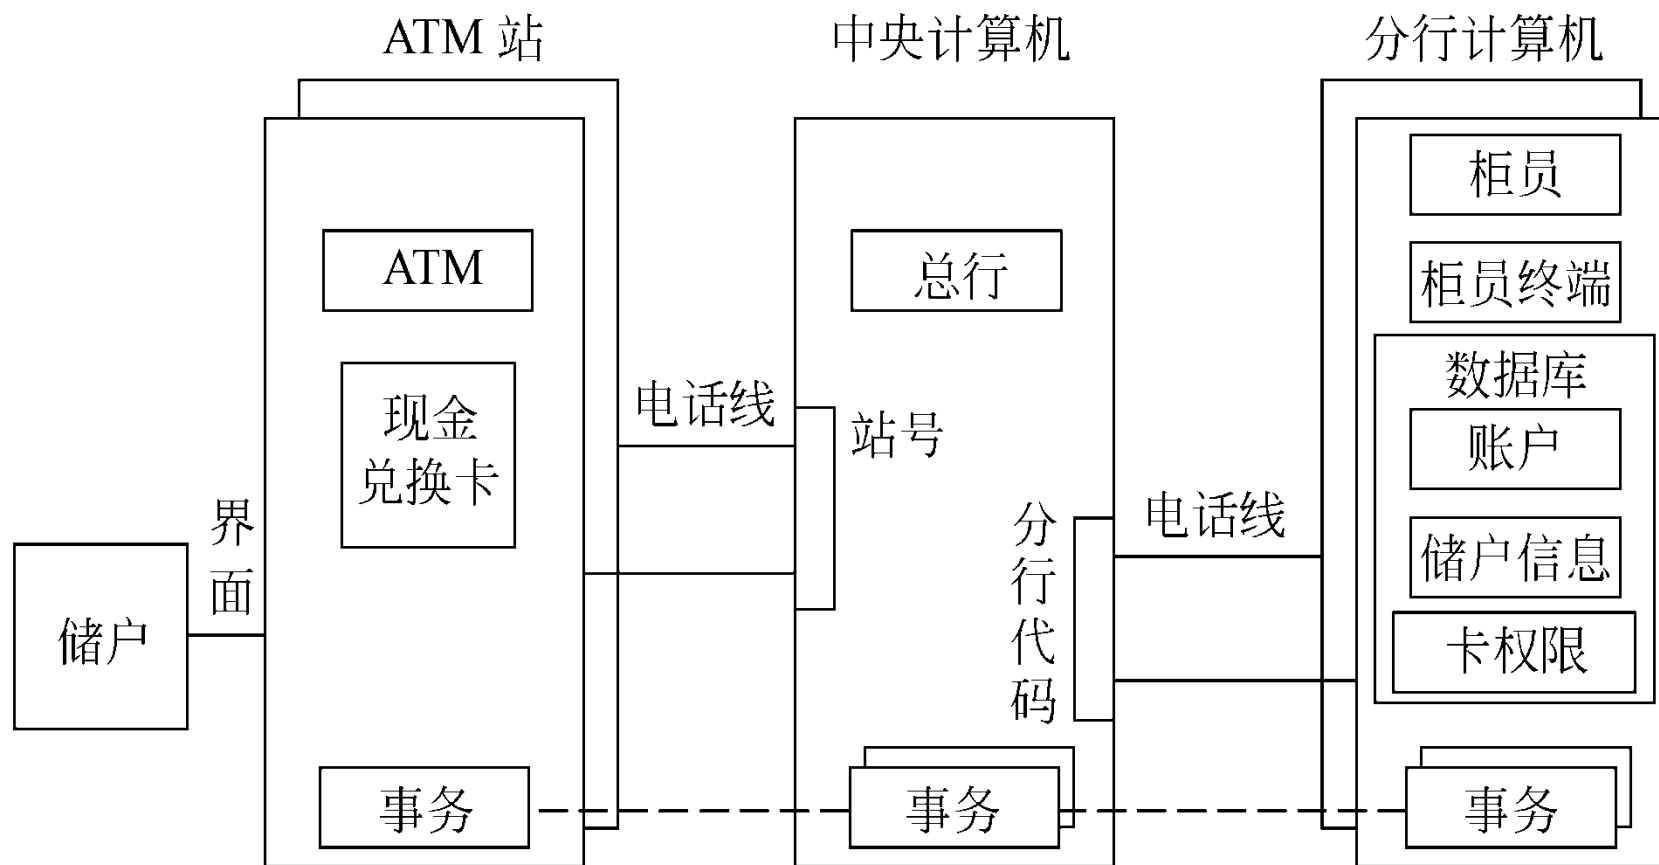 ATM 站
中央计算机
分行计算机
储户
界
面
ATM
现金
兑换卡
事务
电话线
总行
站号
分
行
代
码
事务
电话线
柜员
柜员终端
数据库
账户
储户信息
卡权限
事务